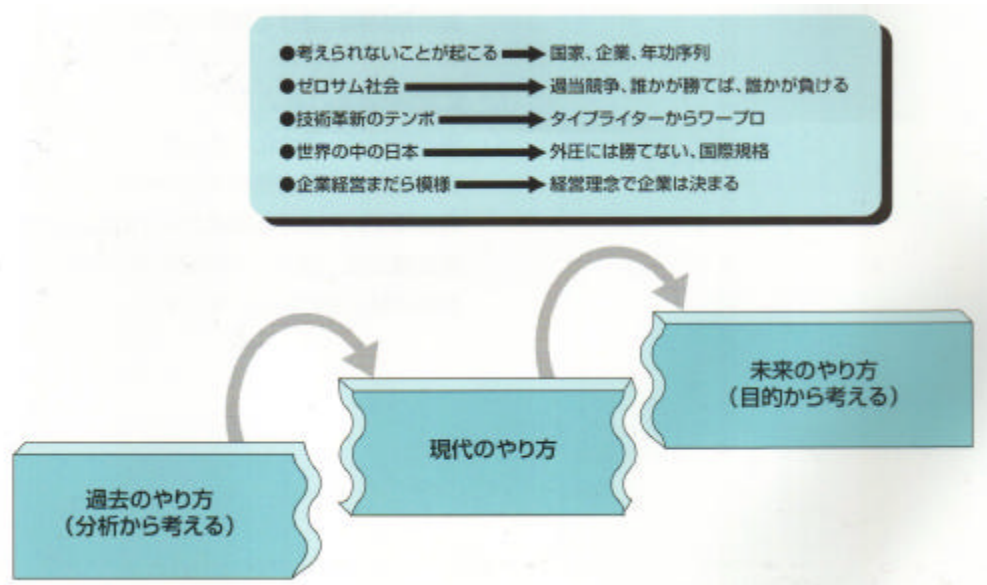 ●考えられないことが起こる➡国家、企業、年功序列
●ゼロサム社会➡過当競争、誰かが勝てば、誰かが負ける
●技術革新のテンポ➡タイプライターからワープロ
●世界の中の日本➡外圧には勝てない、国際規格
●企業経営まだら模様➡経営理念で企業は決まる
未来のやり方
（目的から考える）
現代のやり方
過去のやり方
（分析から考える）